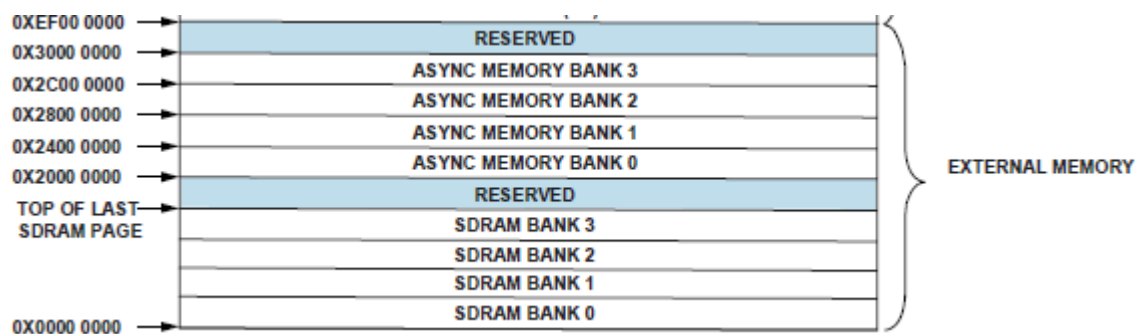 0XEF00 0000
RESERVED
0X3000 0000
ASYNC MEMORY BANK 3
0X2C00 0000
ASYNC MEMORY BANK 2
0X2800 0000
ASYNC MEMORY BANK 1
0X2400 0000
ASYNC MEMORY BANK 0
0X2000 0000
RESERVED
TOP OF LAST
SDRAM PAGE
SDRAM BANK 3
SDRAM BANK 2
SDRAM BANK 1
SDRAM BANK 0
0X0000 0000
EXTERNAL MEMORY